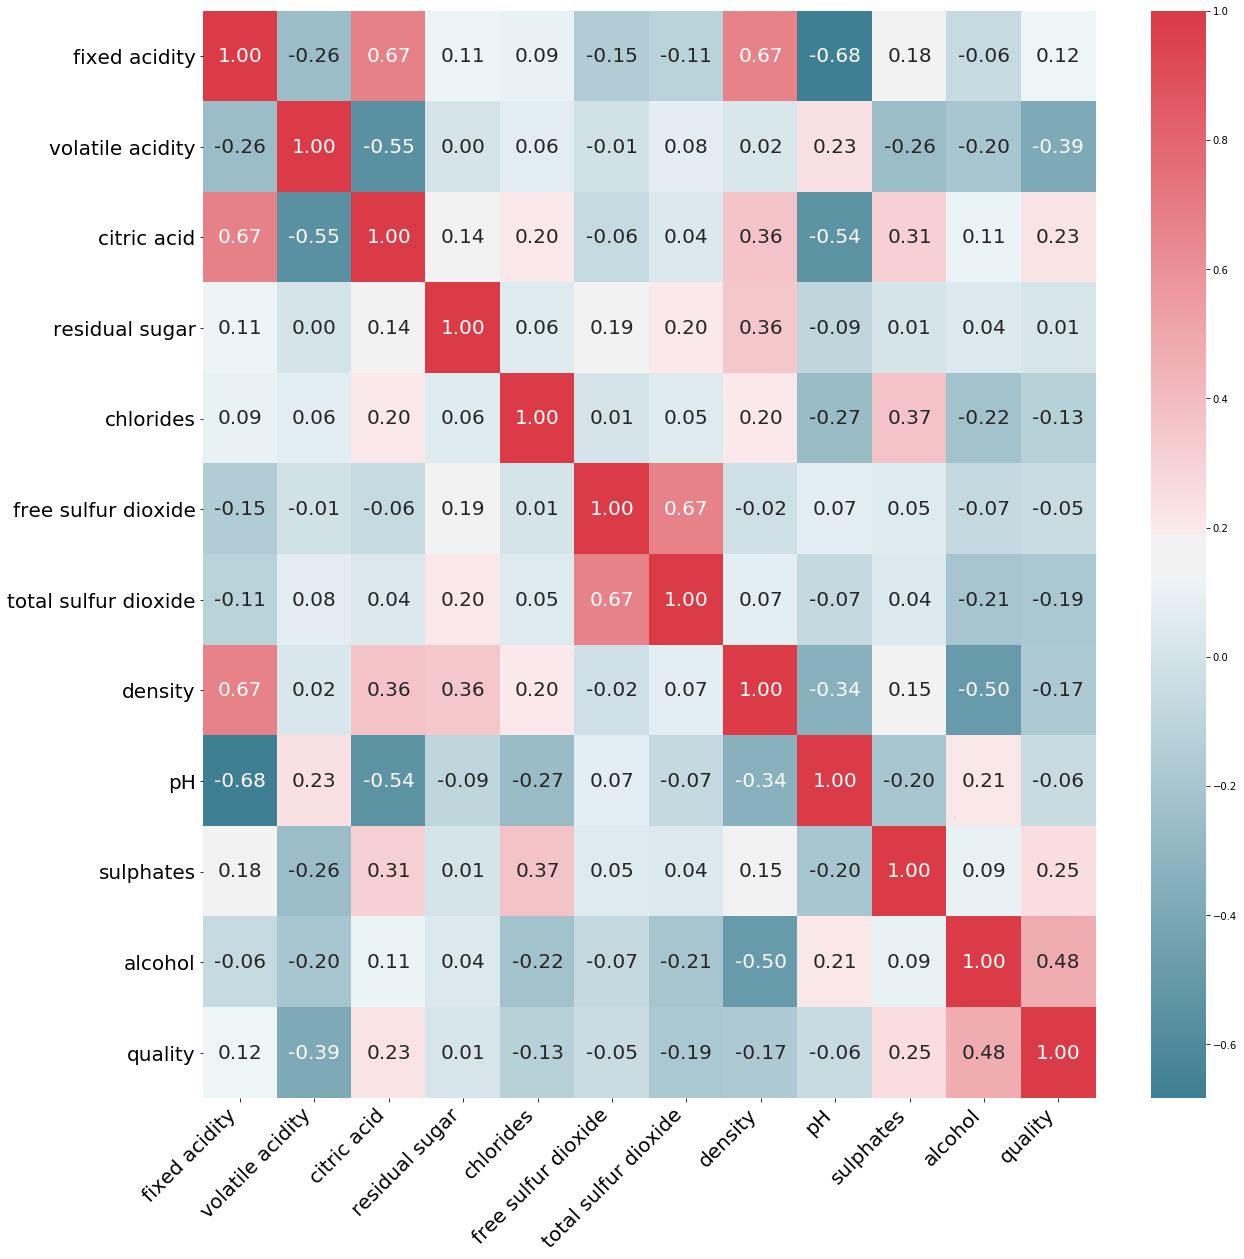 fixed acidity 1.00 -0.26 0.67 0.11 0.09 -0.15 -0.11 0.67 -0.68 0.18 -0.06 0.12
volatile acidity -0.26 1.00 -0.55 0.00 0.06 -0.01 0.08 0.02 0.23 -0.26 -0.20 -0.39
citric acid 0.67 -0.55 1.00 0.14 0.20 -0.06 0.04 0.36 -0.54 0.31 0.11 0.23
residual sugar 0.11 0.00 0.14 1.00 0.06 0.19 0.20 0.36 -0.09 0.01 0.04 0.01
chlorides 0.09 0.06 0.20 0.06 1.00 0.01 0.05 0.20 -0.27 0.37 -0.22 -0.13
free sulfur dioxide -0.15 -0.01 -0.06 0.19 0.01 1.00 0.67 -0.02 0.07 0.05 -0.07 -0.05
total sulfur dioxide -0.11 0.08 0.04 0.20 0.05 0.67 1.00 0.07 -0.07 0.04 -0.21 -0.19
density 0.67 0.02 0.36 0.36 0.20 -0.02 0.07 1.00 -0.34 0.15 -0.50 -0.17
pH -0.68 0.23 -0.54 -0.09 -0.27 0.07 -0.07 -0.34 1.00 -0.20 0.21 -0.06
sulphates 0.18 -0.26 0.31 0.01 0.37 0.05 0.04 0.15 -0.20 1.00 0.09 0.25
alcohol -0.06 -0.20 0.11 0.04 -0.22 -0.07 -0.21 -0.50 0.21 0.09 1.00 0.48
quality 0.12 -0.39 0.23 0.01 -0.13 -0.05 -0.19 -0.17 -0.06 0.25 0.48 1.00
fixed acidity
volatile acidity
citric acid
residual sugar
chlorides
free sulfur dioxide
total sulfur dioxide
density
pH
sulphates
alcohol
quality
1.0
0.8
0.6
0.4
0.2
0.0
−0.2
−0.4
−0.6